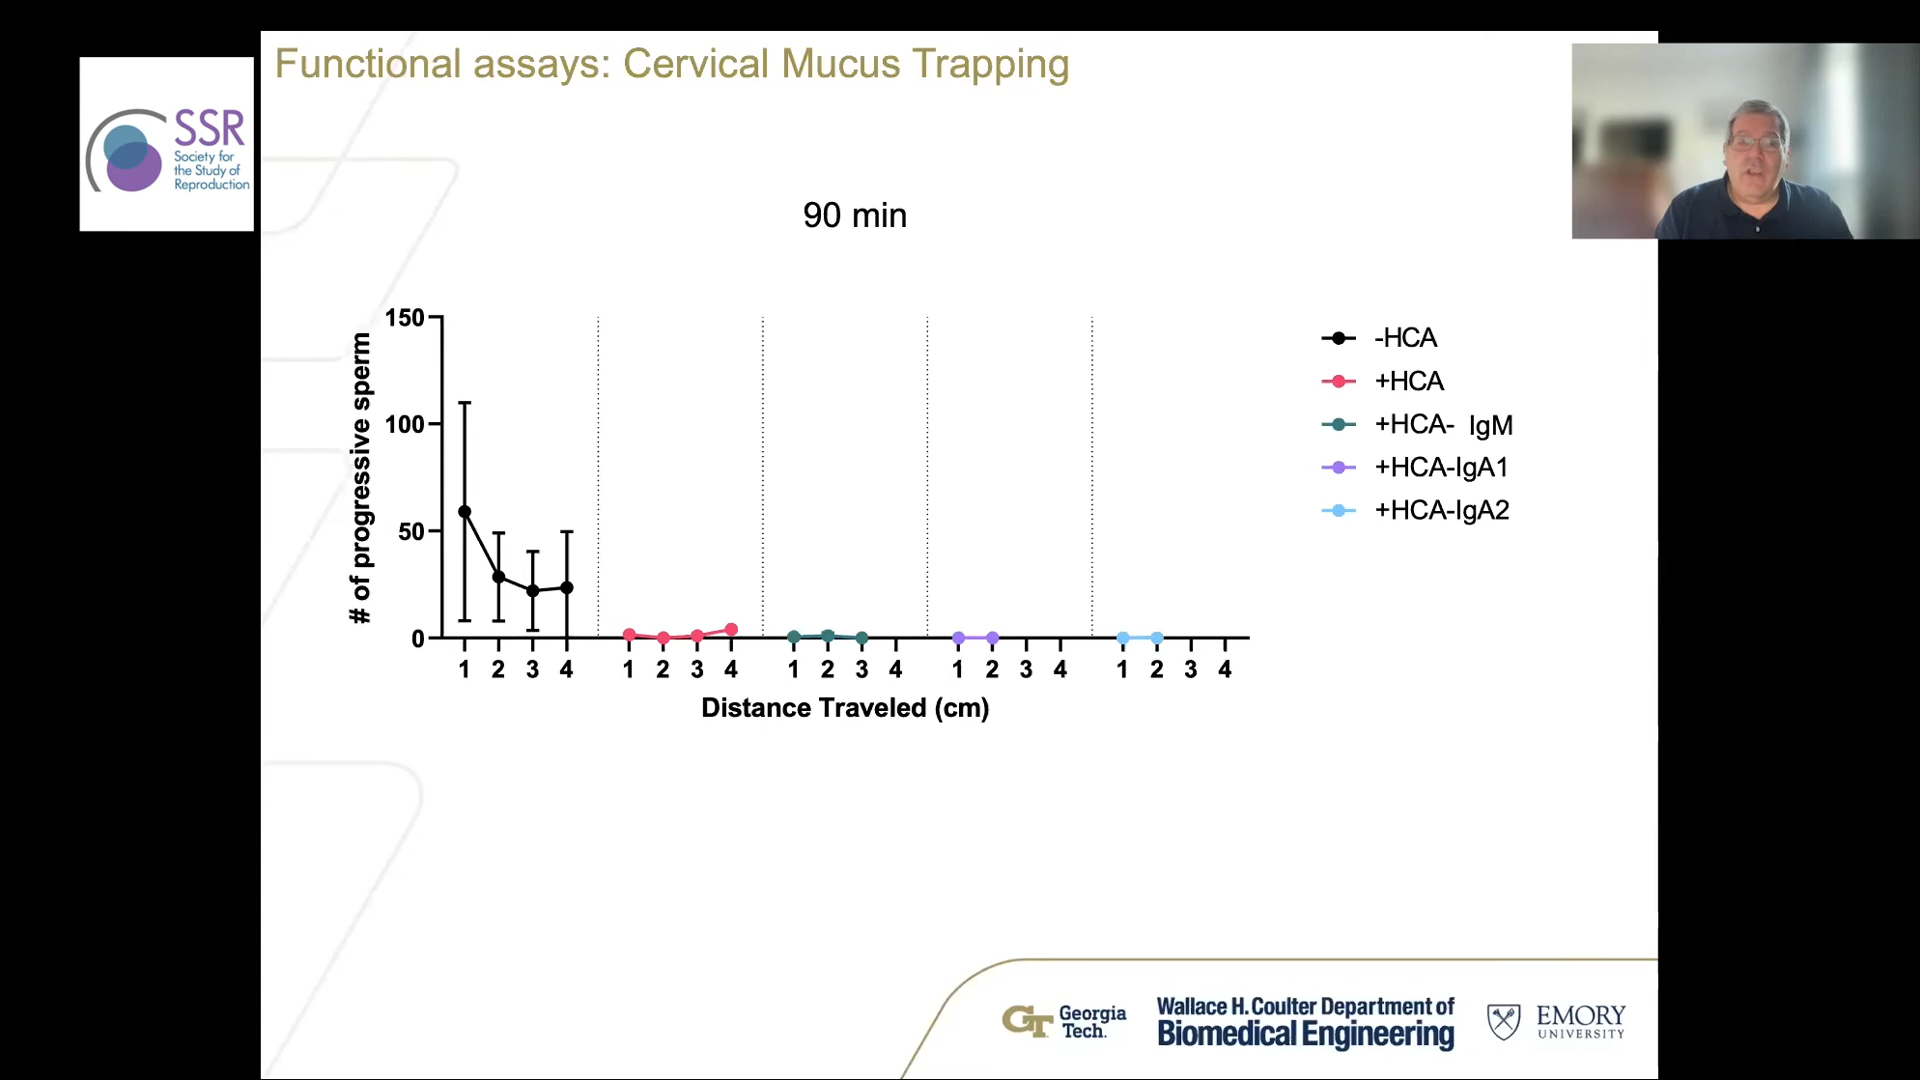 Functional assays: Cervical Mucus Trapping
SSR
Society for
the Study of
Reproduction
90 min
150
100
50
0
# of progressive sperm
1 2 3 4 1 2 3 4 1 2 3 4 1 2 3 4 1 2 3 4
Distance Traveled (cm)
-HCA
+HCA
+HCA- IgM
+HCA-IgA1
+HCA-IgA2
GT Georgia
Tech.
Wallace H. Coulter Department of
Biomedical Engineering
EMORY
UNIVERSITY